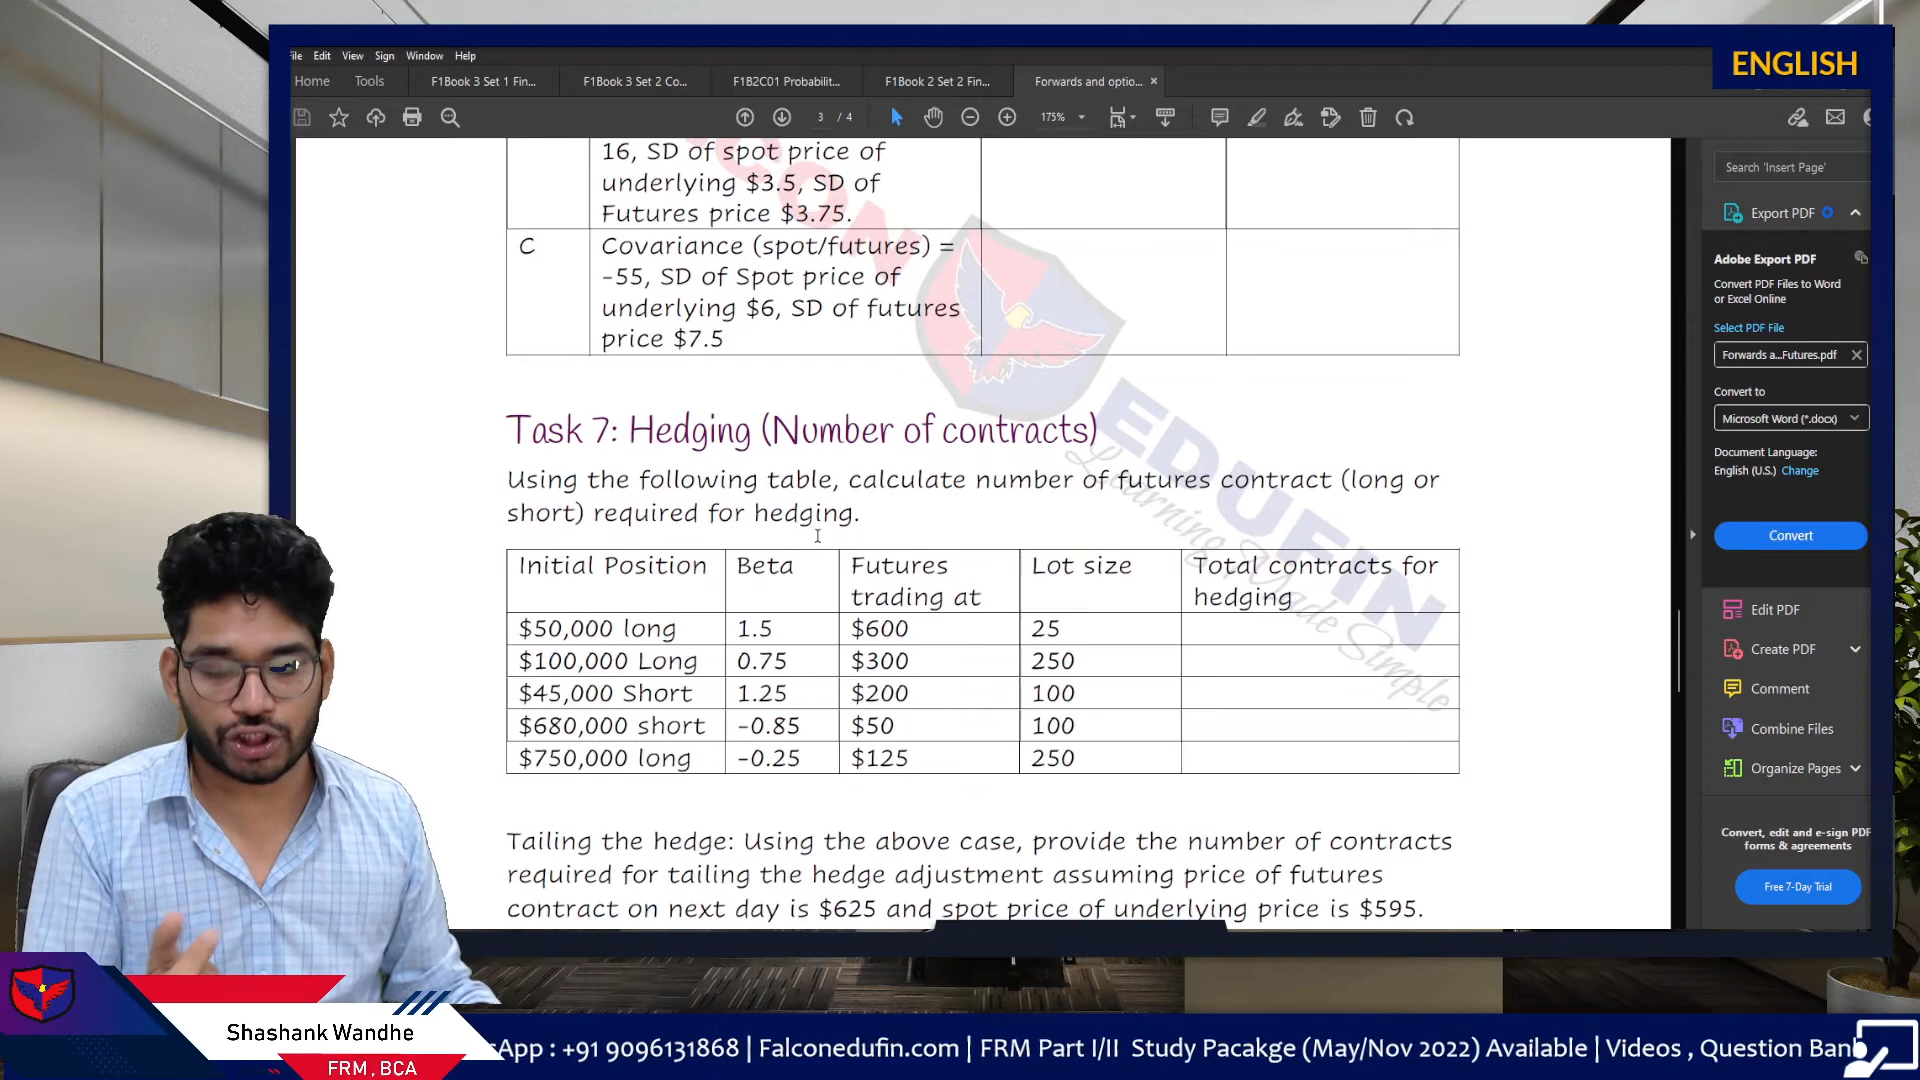 ENGLISH
File Edit View Sign Window Help
Home Tools F1Book 3 Set 1 Fin... F1Book 3 Set 2 Co... F1B2C01 Probabilit... F1Book 2 Set 2 Fin... Forwards and optio... ×
3 / 4 175%
16, SD of spot price of
underlying $3.5, SD of
Futures price $3.75.
C Covariance (spot/futures) =
-55, SD of Spot price of
underlying $6, SD of futures
price $7.5
Task 7: Hedging (Number of contracts)
Using the following table, calculate number of futures contract (long or
short) required for hedging.
Initial Position Beta Futures trading at Lot size Total contracts for hedging
$50,000 long 1.5 $600 25
$100,000 Long 0.75 $300 250
$45,000 Short 1.25 $200 100
$680,000 short -0.85 $50 100
$750,000 long -0.25 $125 250
Tailing the hedge: Using the above case, provide the number of contracts
required for tailing the hedge adjustment assuming price of futures
contract on next day is $625 and spot price of underlying price is $595.
EDUFIN
Learning Made Simple
Search 'Insert Page'
Export PDF
Adobe Export PDF
Convert PDF Files to Word
or Excel Online
Select PDF File
Forwards a...Futures.pdf
Convert to
Microsoft Word (*.docx)
Document Language:
English (U.S.) Change
Convert
Edit PDF
Create PDF
Comment
Combine Files
Organize Pages
Convert, edit and e-sign PDF
forms & agreements
Free 7-Day Trial
Shashank Wandhe
FRM, BCA
sApp : +91 9096131868 | Falconedufin.com | FRM Part I/II Study Pacakge (May/Nov 2022) Available | Videos , Question Bank